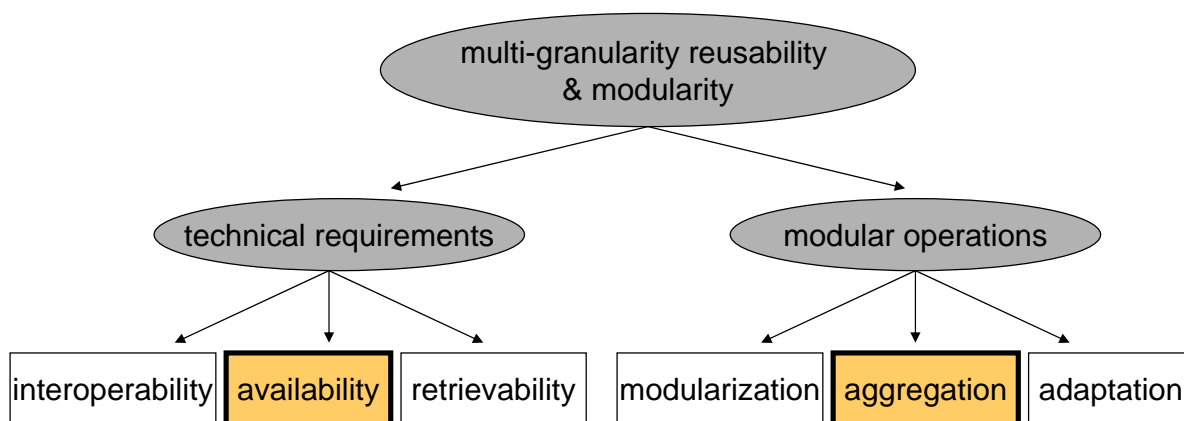 multi-granularity reusability
& modularity
technical requirements
modular operations
interoperability
availability
retrievability
modularization
aggregation
adaptation